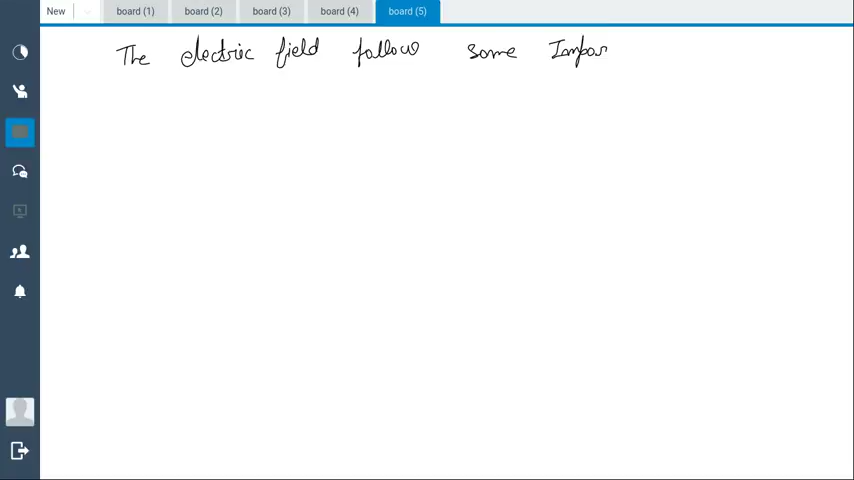 New board (1) board (2) board (3) board (4) board (5)
The electric field follow some Impor